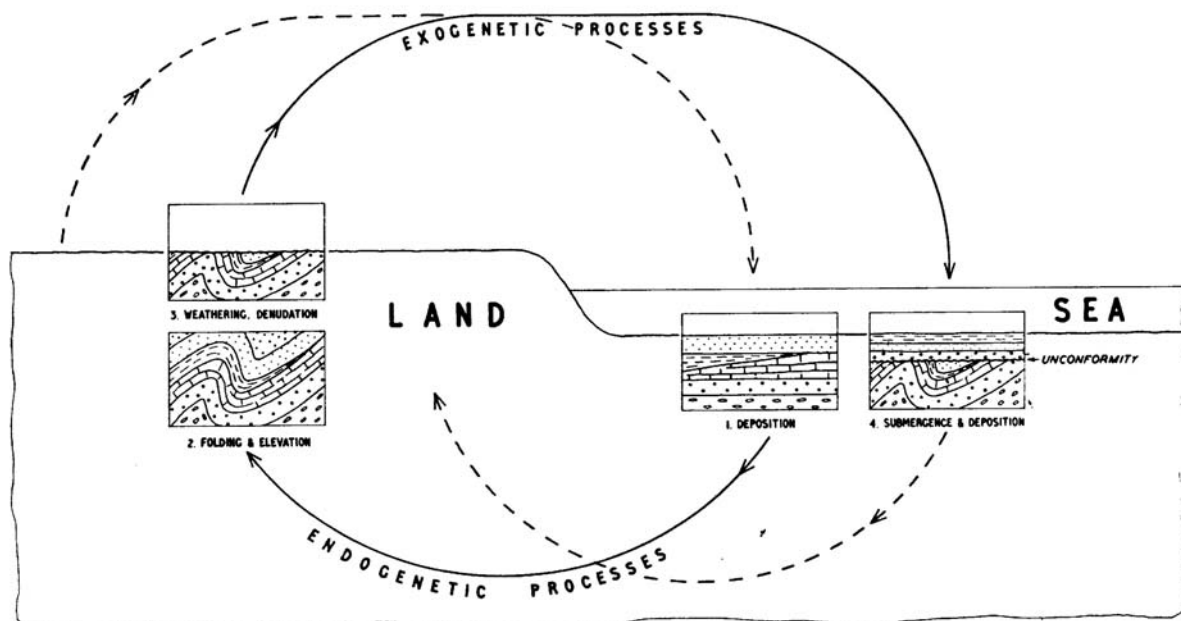 EXOGENETIC PROCESSES
3. WEATHERING, DENUDATION
LAND
SEA
UNCONFORMITY
1. DEPOSITION
4. SUBMERGENCE & DEPOSITION
2. FOLDING & ELEVATION
ENDOGENETIC PROCESSES